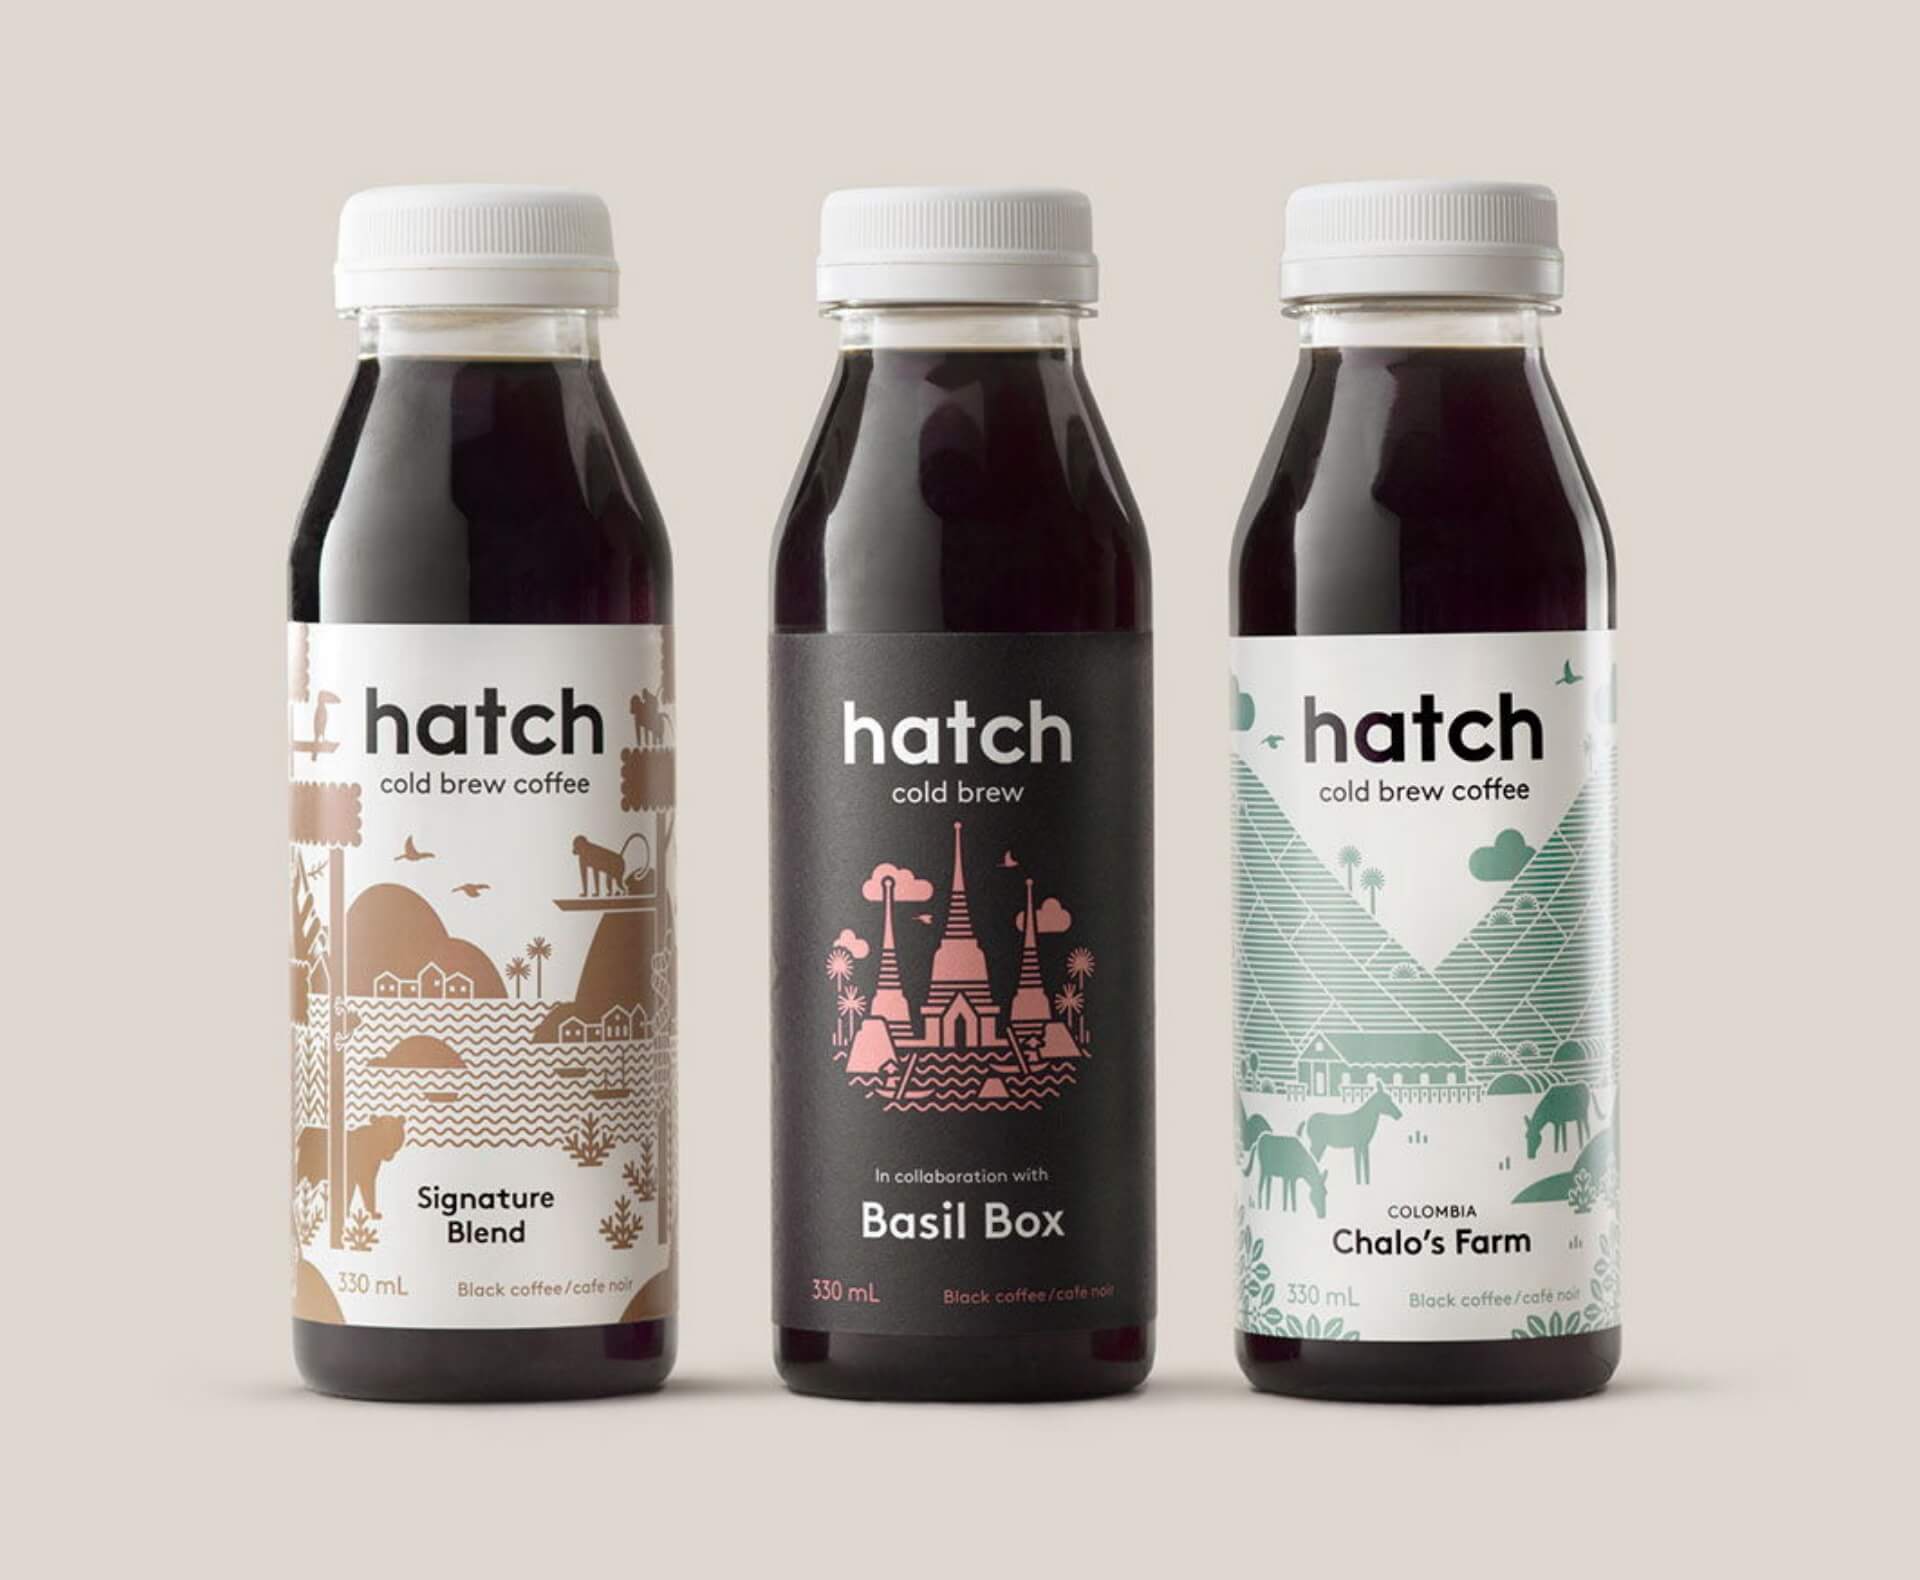 hatch
cold brew coffee
Signature
Blend
330 mL
Black coffee/cafe noir
hatch
cold brew
In collaboration with
Basil Box
330 mL
Black coffee/café noir
hatch
cold brew coffee
COLOMBIA
Chalo's Farm
330 mL
Black coffee/café noir